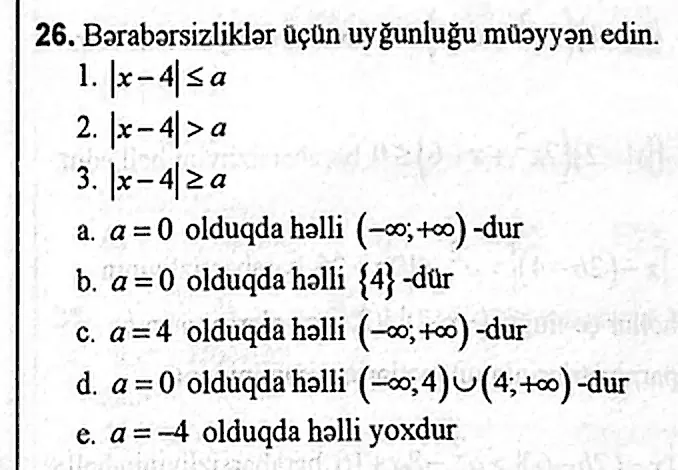 26. Bərabərsizliklər üçün uyğunluğu müəyyən edin.
1. |x − 4| ≤ a
2. |x − 4| > a
3. |x − 4| ≥ a
a. a = 0 olduqda həlli (−∞; +∞) -dur
b. a = 0 olduqda həlli {4} -dür
c. a = 4 olduqda həlli (−∞; +∞) -dur
d. a = 0 olduqda həlli (−∞; 4) ∪ (4; +∞) -dur
e. a = −4 olduqda həlli yoxdur